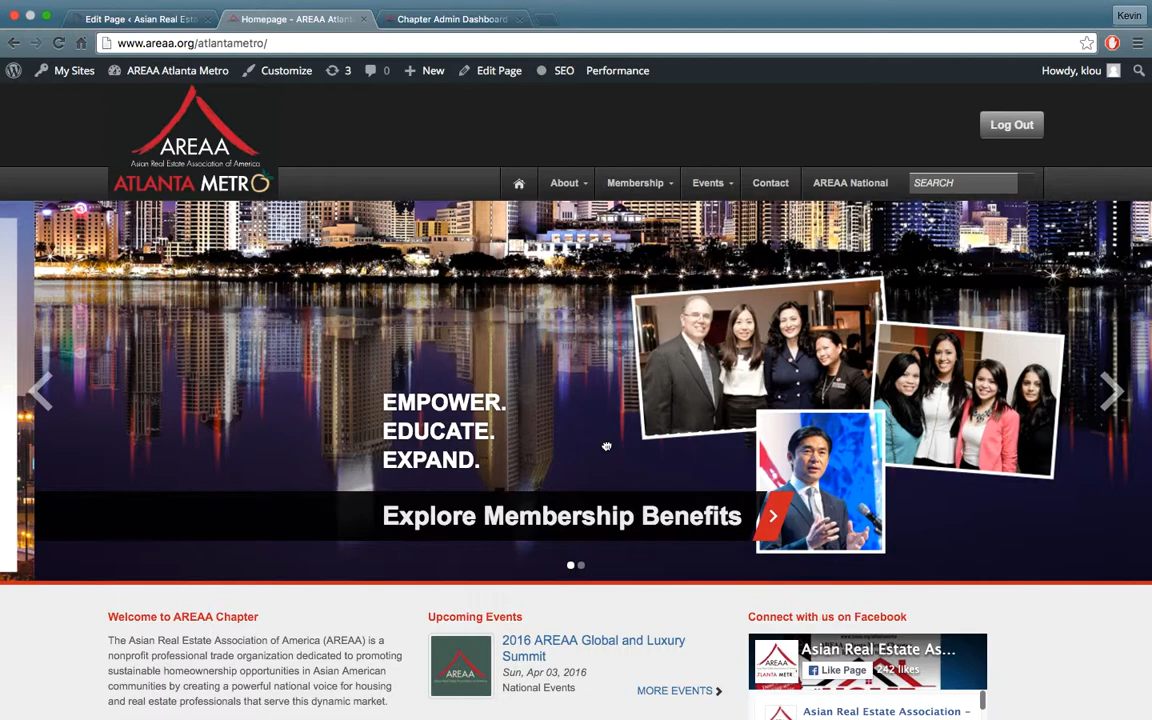 Edit Page ‹ Asian Real Esta
Homepage – AREAA Atlant
Chapter Admin Dashboard
Kevin
www.areaa.org/atlantametro/
My Sites
AREAA Atlanta Metro
Customize
3
0
New
Edit Page
SEO
Performance
Howdy, klou
AREAA
Asian Real Estate Association of America
ATLANTA METRO
Log Out
About
Membership
Events
Contact
AREAA National
SEARCH
EMPOWER.
EDUCATE.
EXPAND.
Explore Membership Benefits
Welcome to AREAA Chapter
The Asian Real Estate Association of America (AREAA) is a
nonprofit professional trade organization dedicated to promoting
sustainable homeownership opportunities in Asian American
communities by creating a powerful national voice for housing
and real estate professionals that serve this dynamic market.
Upcoming Events
AREAA
2016 AREAA Global and Luxury
Summit
Sun, Apr 03, 2016
National Events
MORE EVENTS
Connect with us on Facebook
AREAA
ATLANTA METRO
Asian Real Estate As...
Like Page
242 likes
Asian Real Estate Association -